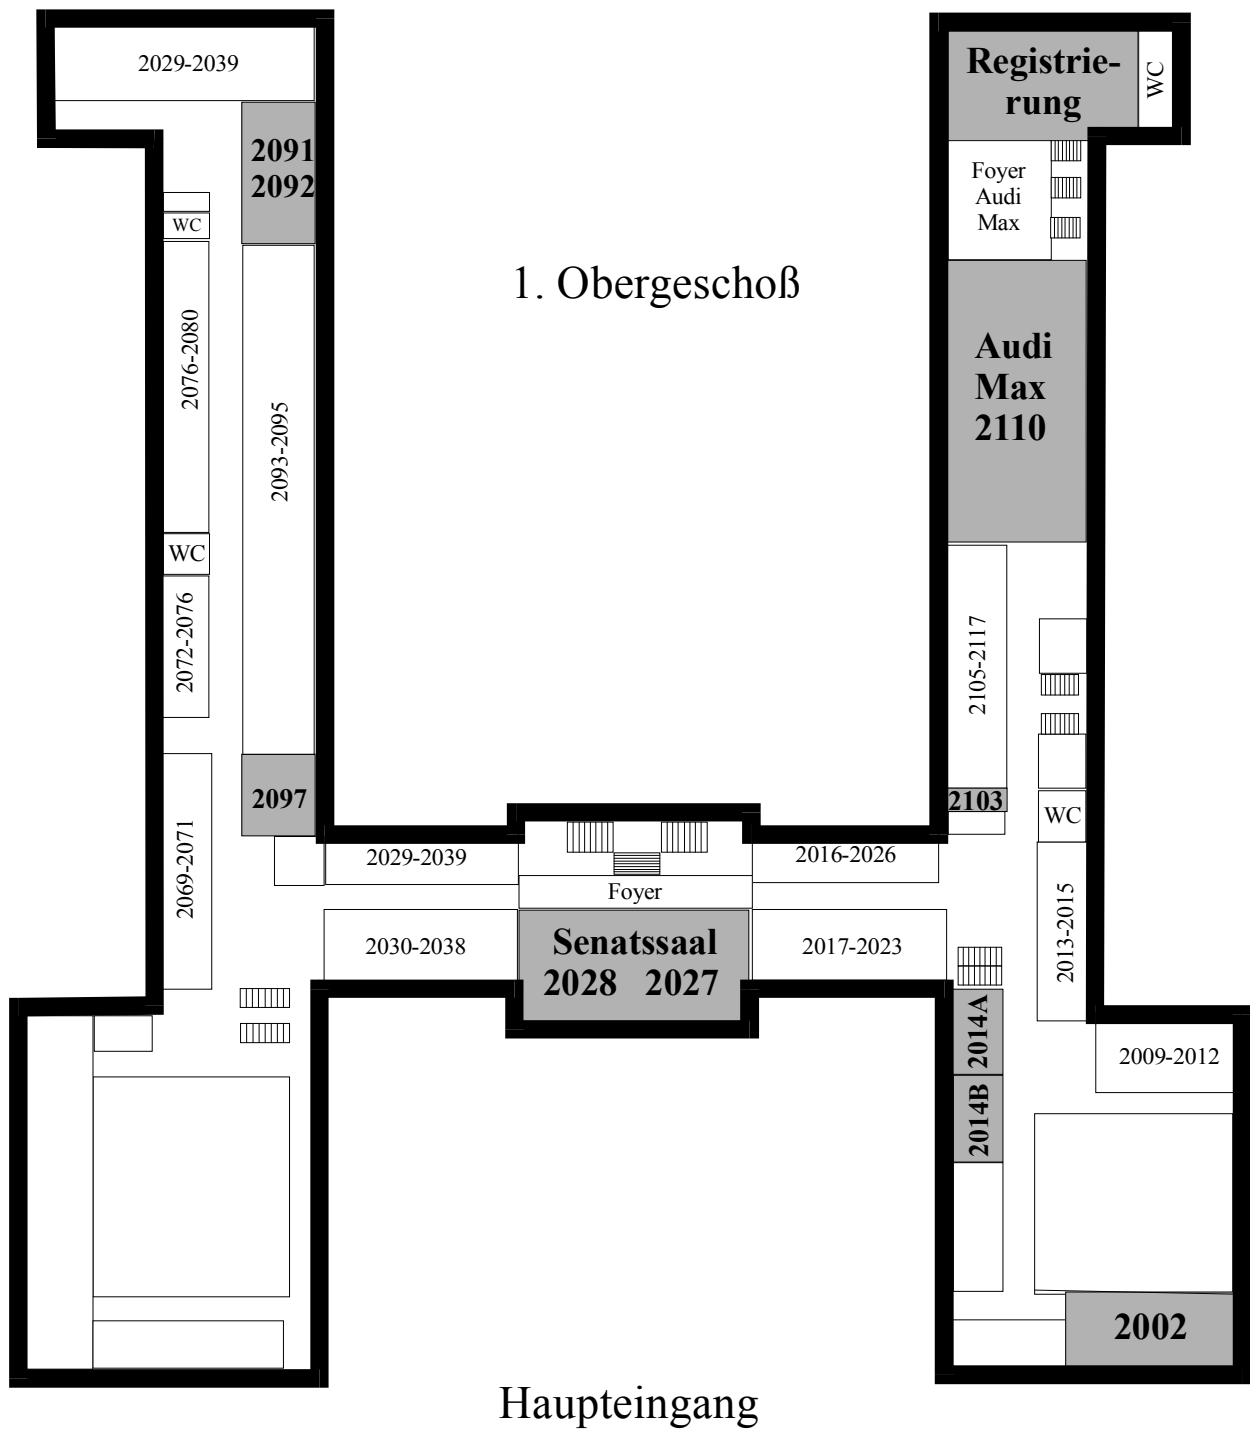 2029-2039
Registrie-
rung
WC
2091
2092
Foyer
Audi
Max
WC
1. Obergeschoß
2076-2080
2093-2095
Audi
Max
2110
WC
2072-2076
2105-2117
2097
2103
WC
2069-2071
2029-2039
2016-2026
Foyer
2013-2015
2030-2038
Senatssaal
2028 2027
2017-2023
2014A
2009-2012
2014B
2002
Haupteingang